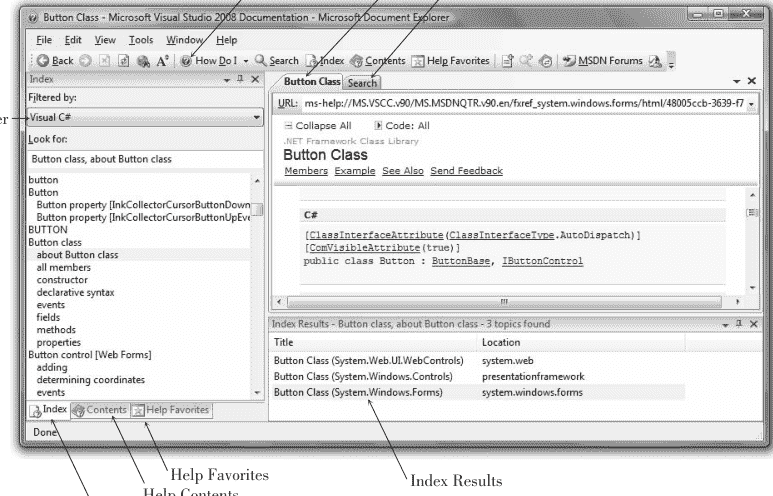 Button Class - Microsoft Visual Studio 2008 Documentation - Microsoft Document Explorer
File Edit View Tools Window Help
Back How Do I Search Index Contents Help Favorites MSDN Forums
Index
Filtered by:
Visual C#
Look for:
Button class, about Button class
button
Button
Button property [InkCollectorCursorButtonDown
Button property [InkCollectorCursorButtonUpEve
BUTTON
Button class
about Button class
all members
constructor
declarative syntax
events
fields
methods
properties
Button control [Web Forms]
adding
determining coordinates
events
Index Contents Help Favorites
Done
Button Class Search
URL: ms-help://MS.VSCC.v90/MS.MSDNQTR.v90.en/fxref_system.windows.forms/html/48005ccb-3639-f7
Collapse All Code: All
.NET Framework Class Library
Button Class
Members Example See Also Send Feedback
C#
[ClassInterfaceAttribute(ClassInterfaceType.AutoDispatch)]
[ComVisibleAttribute(true)]
public class Button : ButtonBase, IButtonControl
Index Results - Button class, about Button class - 3 topics found
Title Location
Button Class (System.Web.UI.WebControls) system.web
Button Class (System.Windows.Controls) presentationframework
Button Class (System.Windows.Forms) system.windows.forms
Help Favorites
Help Contents
Index Results